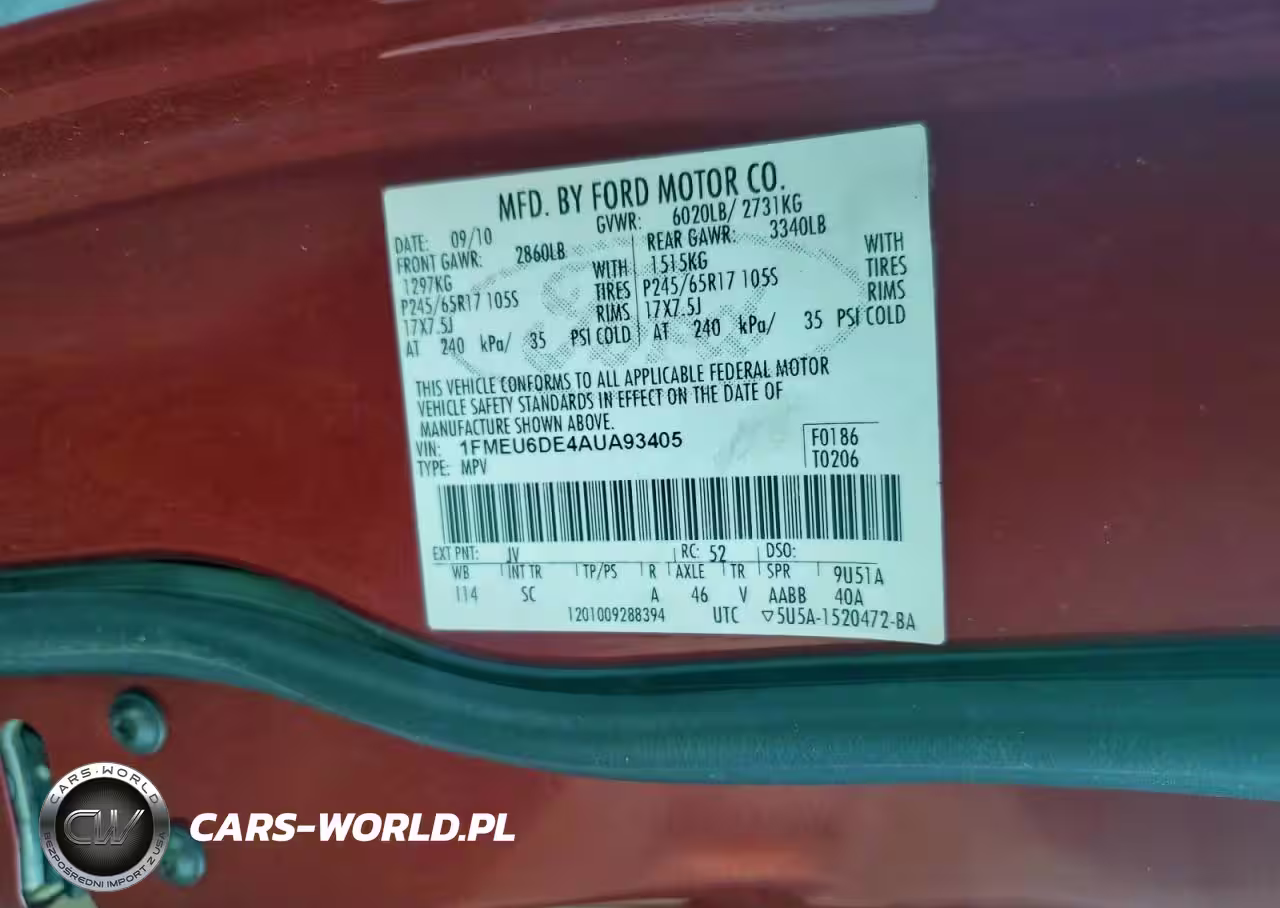 MFD. BY FORD MOTOR CO.
DATE: 09/10 GVWR: 6020LB/ 2731KG
FRONT GAWR: 2860LB REAR GAWR: 3340LB
1297KG WITH 1515KG WITH
P245/65R17 105S TIRES P245/65R17 105S TIRES
17X7.5J RIMS 17X7.5J RIMS
AT 240 kPa/ 35 PSI COLD AT 240 kPa/ 35 PSI COLD
THIS VEHICLE CONFORMS TO ALL APPLICABLE FEDERAL MOTOR
VEHICLE SAFETY STANDARDS IN EFFECT ON THE DATE OF
MANUFACTURE SHOWN ABOVE.
VIN: 1FMEU6DE4AUA93405 F0186
TYPE: MPV T0206
EXT PNT: JV RC: 52 DSO:
WB INT TR TP/PS R AXLE TR SPR 9U51A
114 SC A 46 V AABB 40A
1201009288394 UTC ▽5U5A-1520472-BA
CARS-WORLD
CW
BEZPOŚREDNI IMPORT Z USA
CARS-WORLD.PL